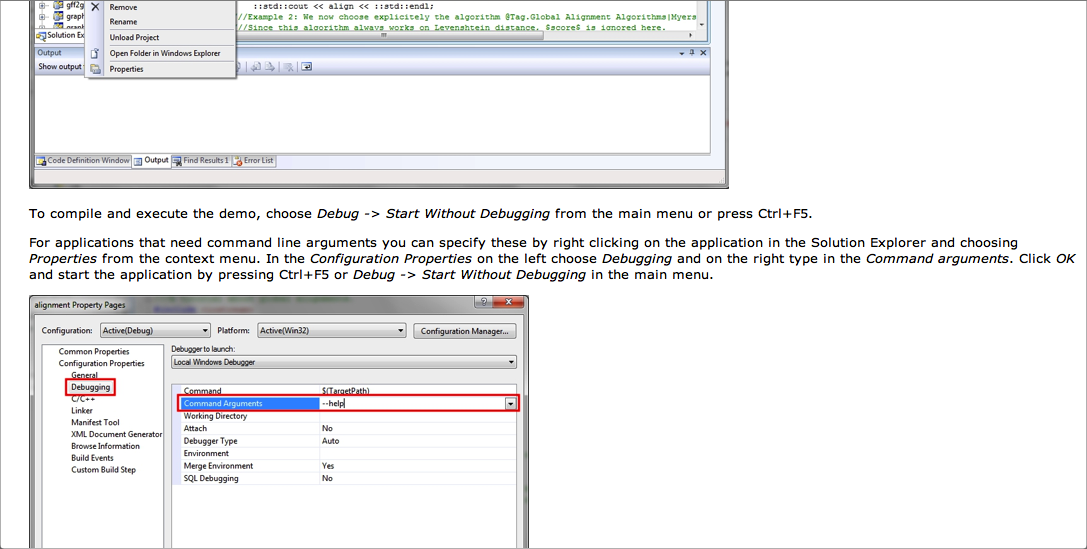 gff2g
Remove
::std::cout << align << ::std::endl;
graph
Rename
//Example 2: We now choose explicitely the algorithm @Tag.Global Alignment Algorithms|Myers
//Since this algorithm always works on Levenshtein distance, $score$ is ignored here.
Solution Ex
Unload Project
Output
Open Folder in Windows Explorer
Show output
Properties
Code Definition Window Output Find Results 1 Error List
To compile and execute the demo, choose Debug -> Start Without Debugging from the main menu or press Ctrl+F5.
For applications that need command line arguments you can specify these by right clicking on the application in the Solution Explorer and choosing
Properties from the context menu. In the Configuration Properties on the left choose Debugging and on the right type in the Command arguments. Click OK
and start the application by pressing Ctrl+F5 or Debug -> Start Without Debugging in the main menu.
alignment Property Pages
Configuration: Active(Debug) Platform: Active(Win32) Configuration Manager...
Common Properties
Configuration Properties
General
Debugging
C/C++
Linker
Manifest Tool
XML Document Generator
Browse Information
Build Events
Custom Build Step
Debugger to launch:
Local Windows Debugger
Command $(TargetPath)
Command Arguments --help
Working Directory
Attach No
Debugger Type Auto
Environment
Merge Environment Yes
SQL Debugging No